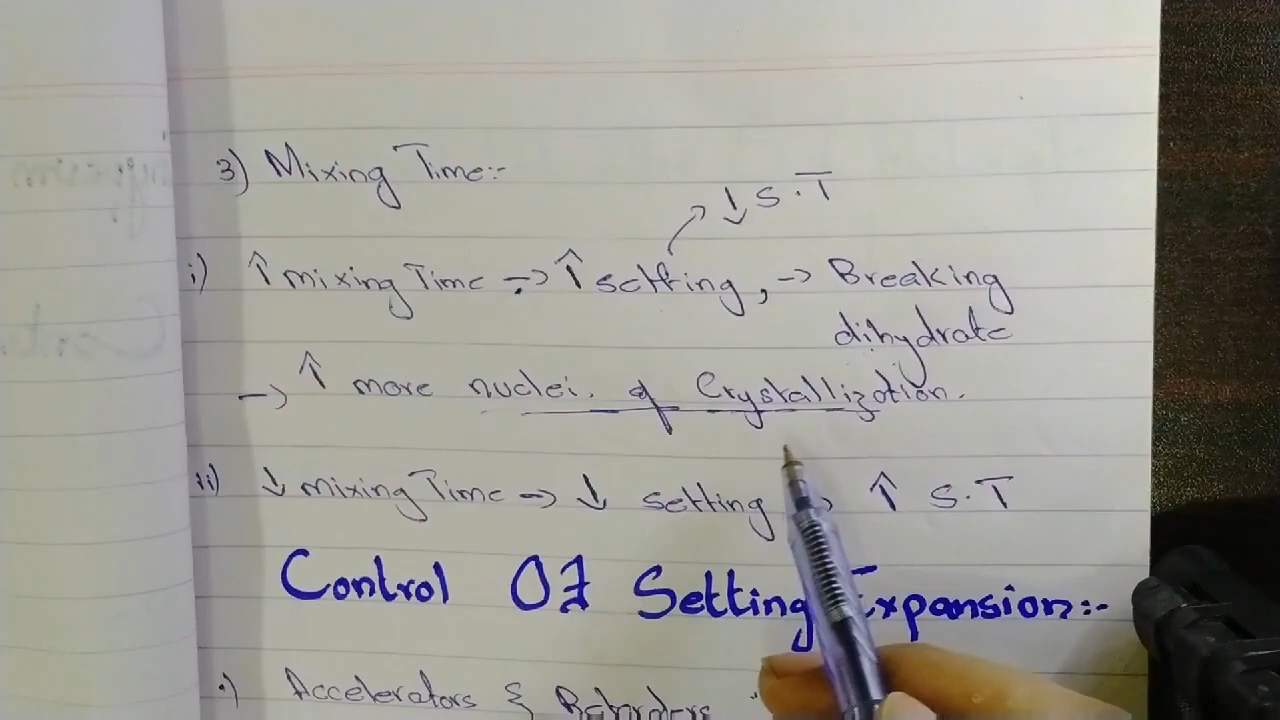 3) Mixing Time:-
↓ S.T
i) ↑ mixing Time => ↑ setting, -> Breaking
dihydrate
-> ↑ more nuclei. of Crystallization.
ii) ↓ mixing Time -> ↓ setting -> ↑ S.T
Control Of Setting Expansion:-
Accelerators & Retarders